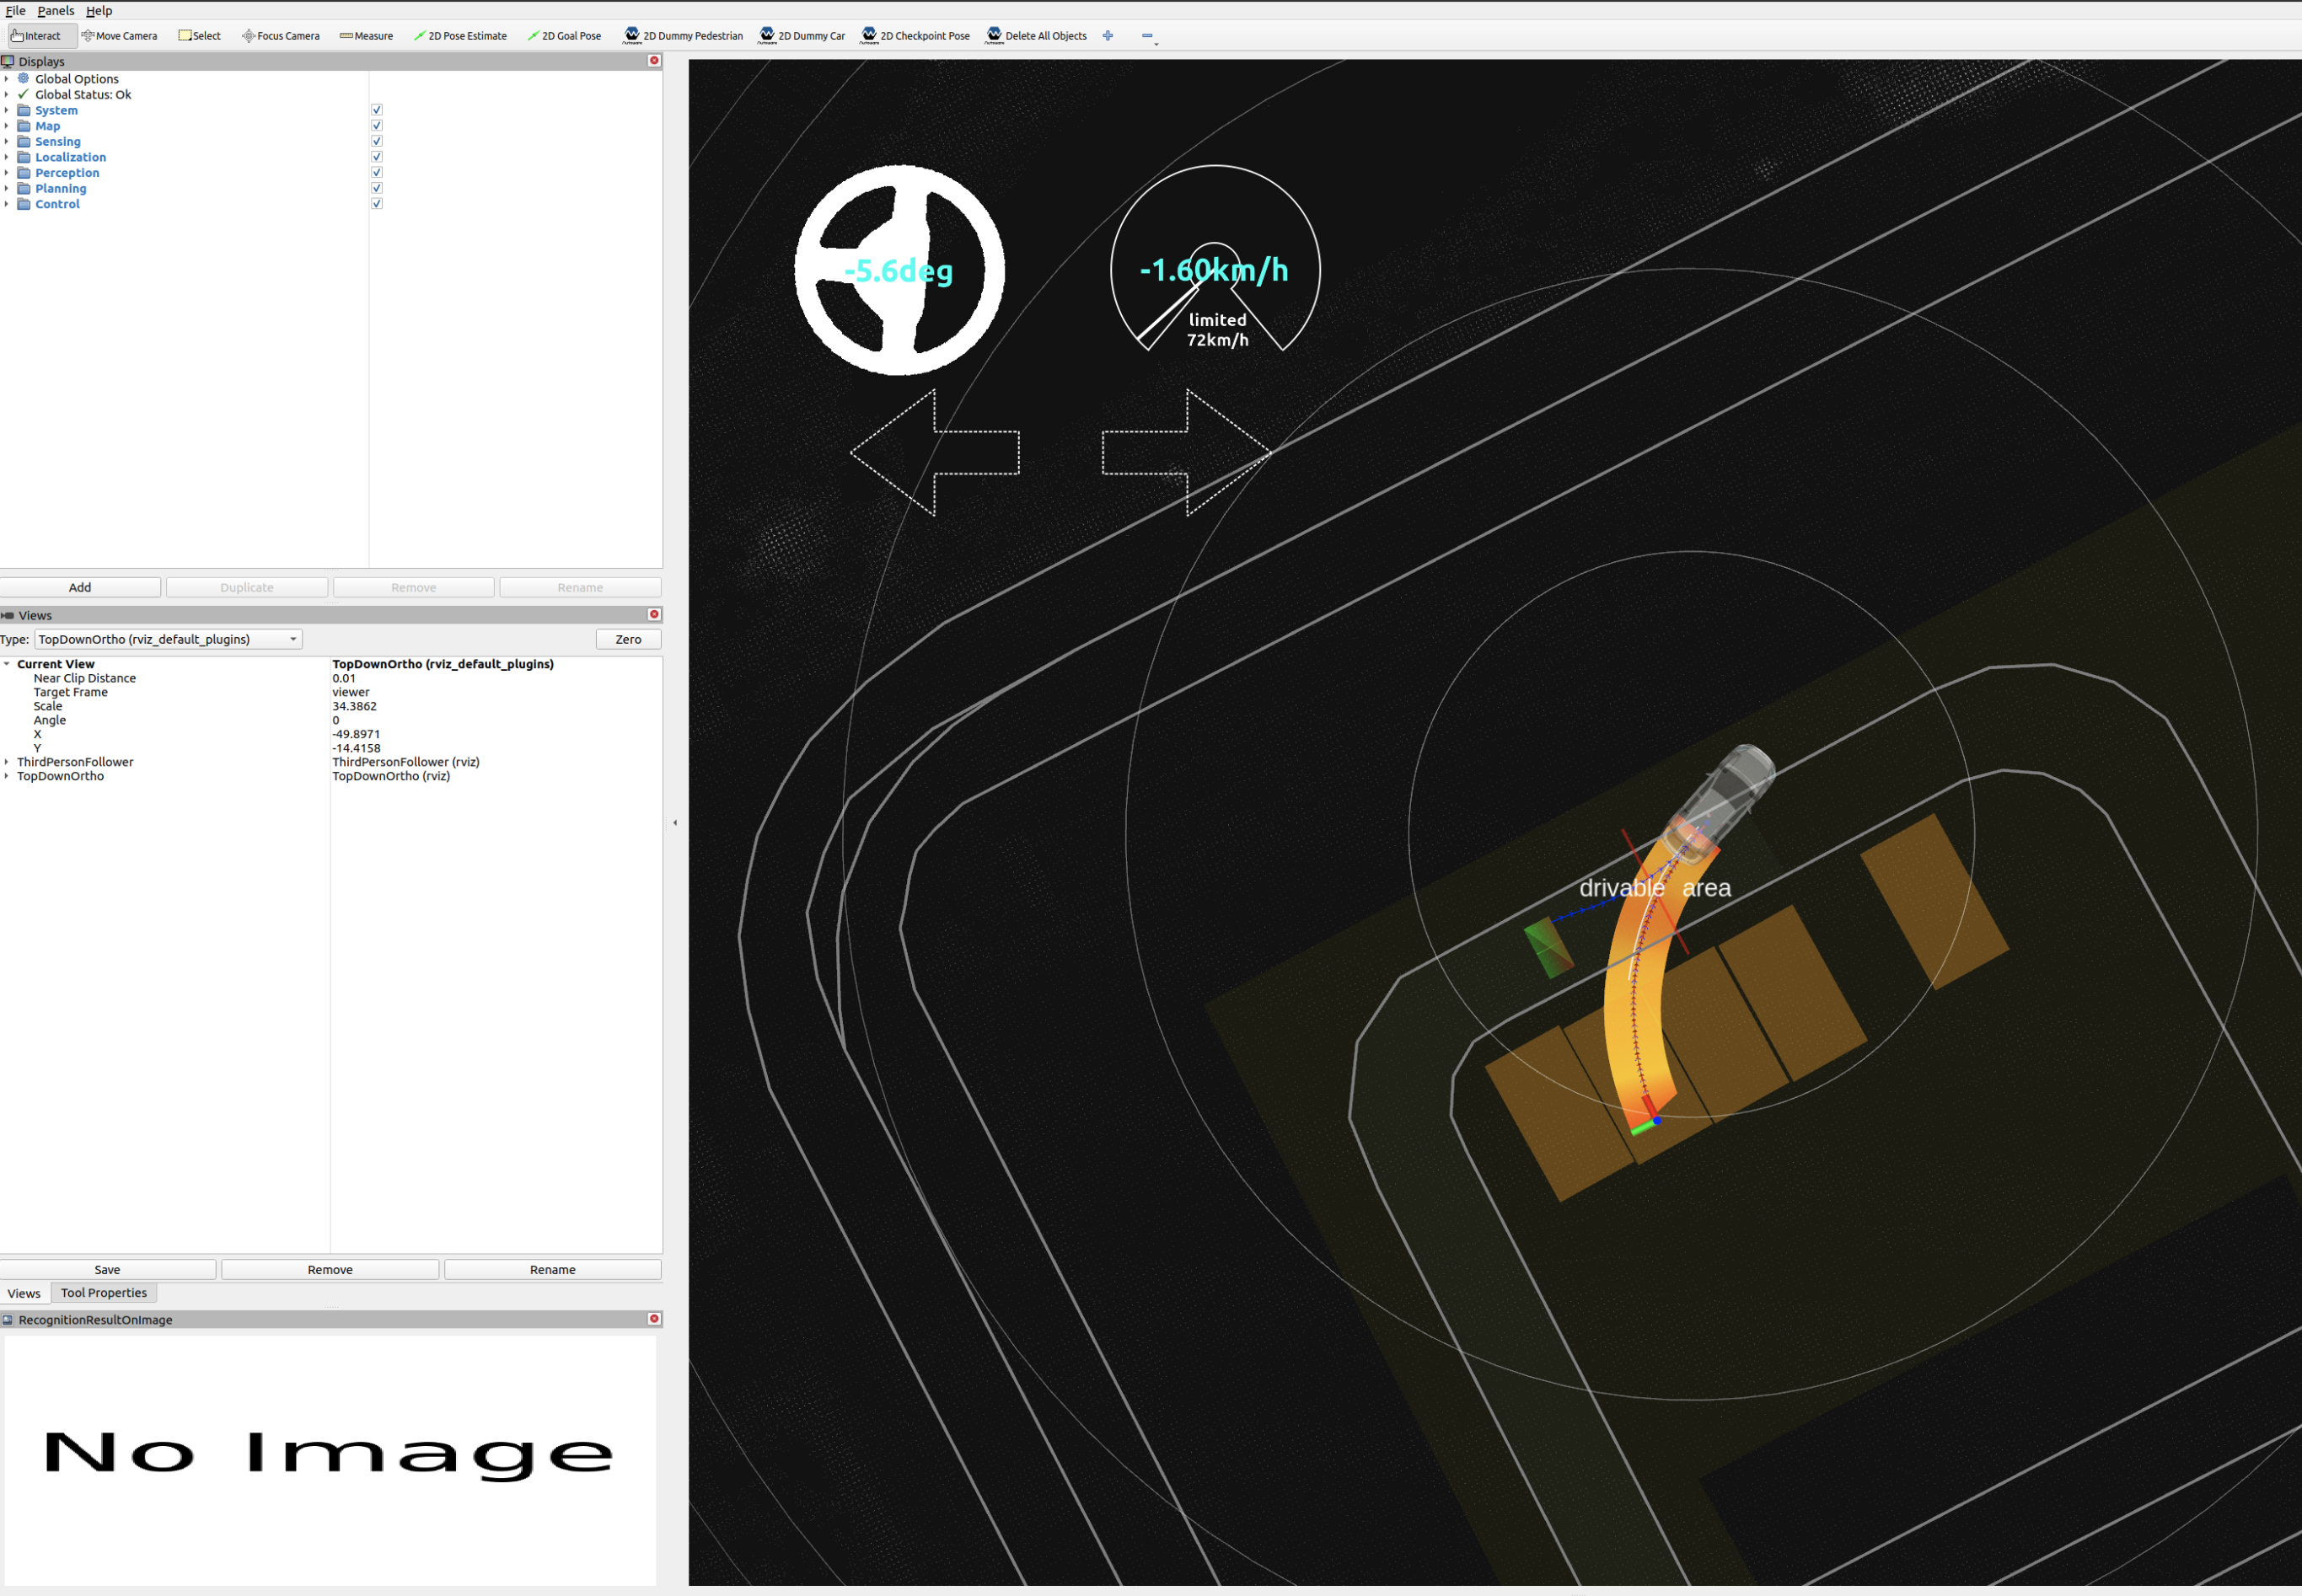 File Panels Help
Interact Move Camera Select Focus Camera Measure 2D Pose Estimate 2D Goal Pose 2D Dummy Pedestrian 2D Dummy Car 2D Checkpoint Pose Delete All Objects
Displays
Global Options
Global Status: Ok
System
Map
Sensing
Localization
Perception
Planning
Control
Add Duplicate Remove Rename
Views
Type: TopDownOrtho (rviz_default_plugins) Zero
Current View TopDownOrtho (rviz_default_plugins)
Near Clip Distance 0.01
Target Frame viewer
Scale 34.3862
Angle 0
X -49.8971
Y -14.4158
ThirdPersonFollower ThirdPersonFollower (rviz)
TopDownOrtho TopDownOrtho (rviz)
Save Remove Rename
Views Tool Properties
RecognitionResultOnImage
No Image
-5.6deg
-1.60km/h
limited
72km/h
drivable area